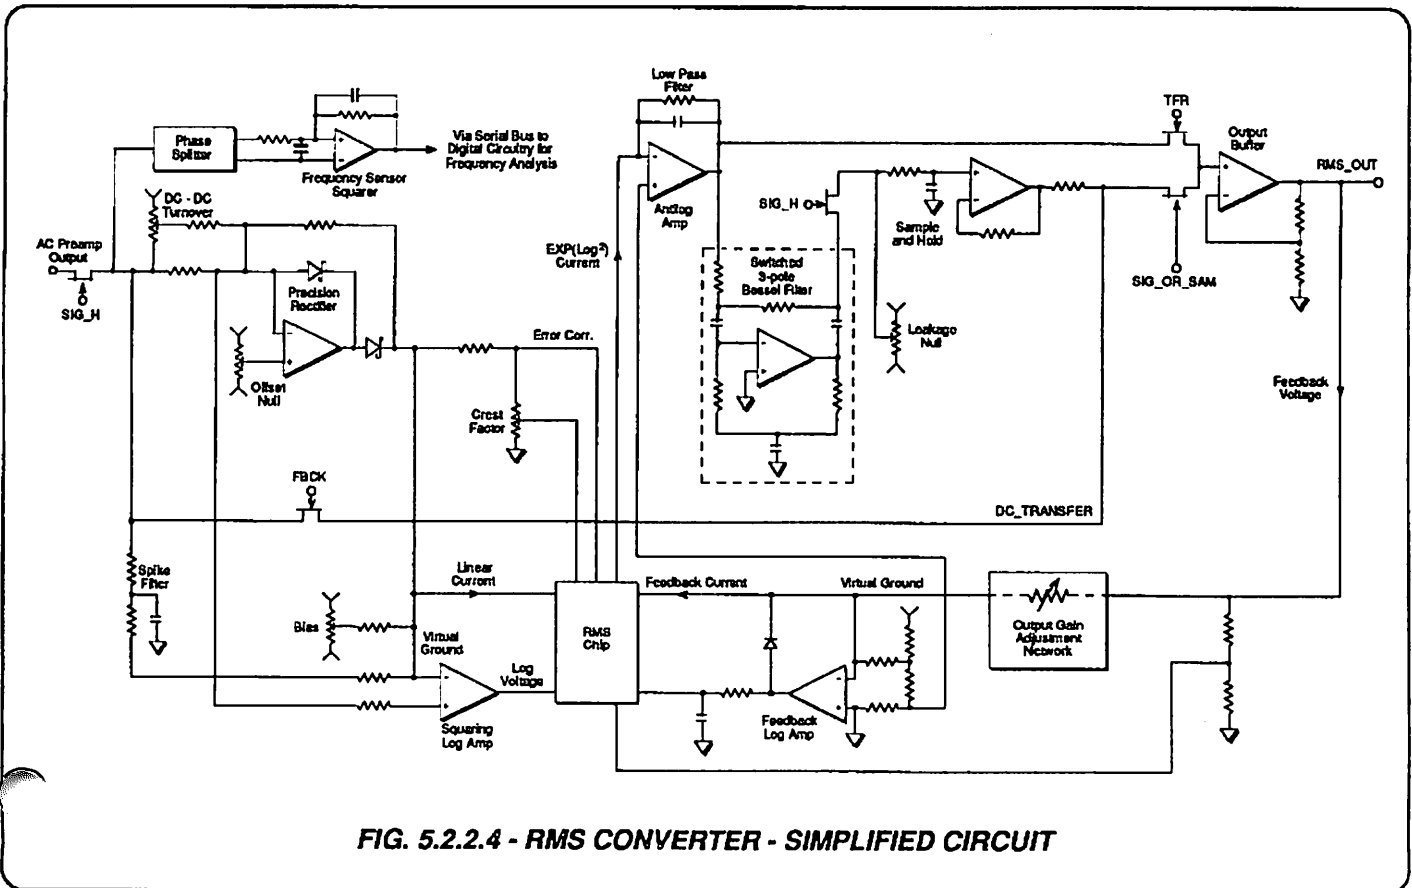 Low Pass
Filter
TFR
Phase
Splitter
Via Serial Bus to
Digital Circuitry for
Frequency Analysis
Output
Buffer
RMS_OUT
Frequency Sensor
Squarer
DC - DC
Turnover
SIG_H
Antilog
Amp
Sample
and Hold
AC Preamp
Output
EXP(Log²)
Current
Switched
3-pole
Bessel Filter
SIG_OR_SAM
Precision
Rectifier
SIG_H
Error Corr.
Leakage
Null
Offset
Null
Feedback
Voltage
Crest
Factor
FBCK
DC_TRANSFER
Spike
Filter
Linear
Current
Feedback Current
Virtual Ground
Bias
Virtual
Ground
RMS
Chip
Output Gain
Adjustment
Network
Log
Voltage
Squaring
Log Amp
Feedback
Log Amp
- + - + - + - + - + - + - + - +
FIG. 5.2.2.4 - RMS CONVERTER - SIMPLIFIED CIRCUIT